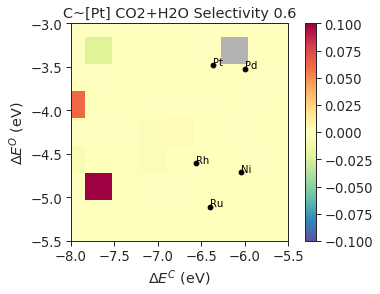 C~[Pt] CO2+H2O Selectivity 0.6
−3.0
−3.5
−4.0
−4.5
−5.0
−5.5
ΔE^O (eV)
Pt
Pd
Rh
Ni
Ru
−8.0 −7.5 −7.0 −6.5 −6.0 −5.5
ΔE^C (eV)
0.100
0.075
0.050
0.025
0.000
−0.025
−0.050
−0.075
−0.100